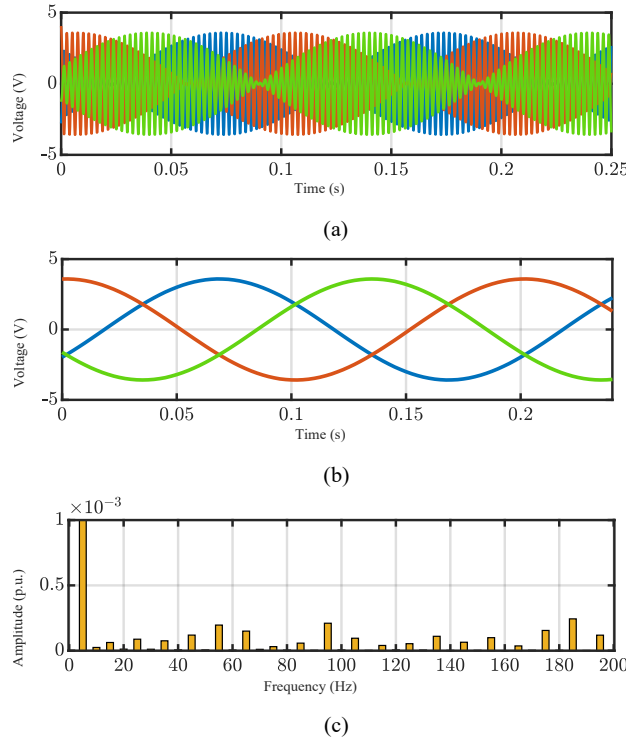 5
0
-5
Voltage (V)
0 0.05 0.1 0.15 0.2 0.25
Time (s)
(a)
5
0
-5
Voltage (V)
0 0.05 0.1 0.15 0.2
Time (s)
(b)
×10⁻³
1
0.5
0
Amplitude (p.u.)
0 20 40 60 80 100 120 140 160 180 200
Frequency (Hz)
(c)